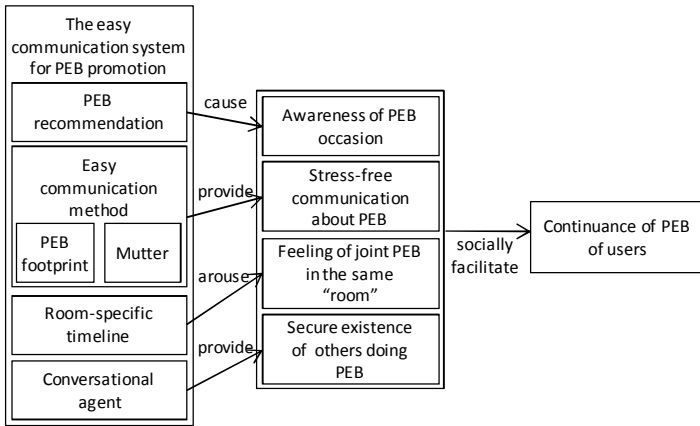 The easy
communication system
for PEB promotion
PEB
recommendation
Easy
communication
method
PEB
footprint
Mutter
Room-specific
timeline
Conversational
agent
cause
provide
arouse
provide
Awareness of PEB
occasion
Stress-free
communication
about PEB
Feeling of joint PEB
in the same
“room”
Secure existence
of others doing
PEB
socially
facilitate
Continuance of PEB
of users